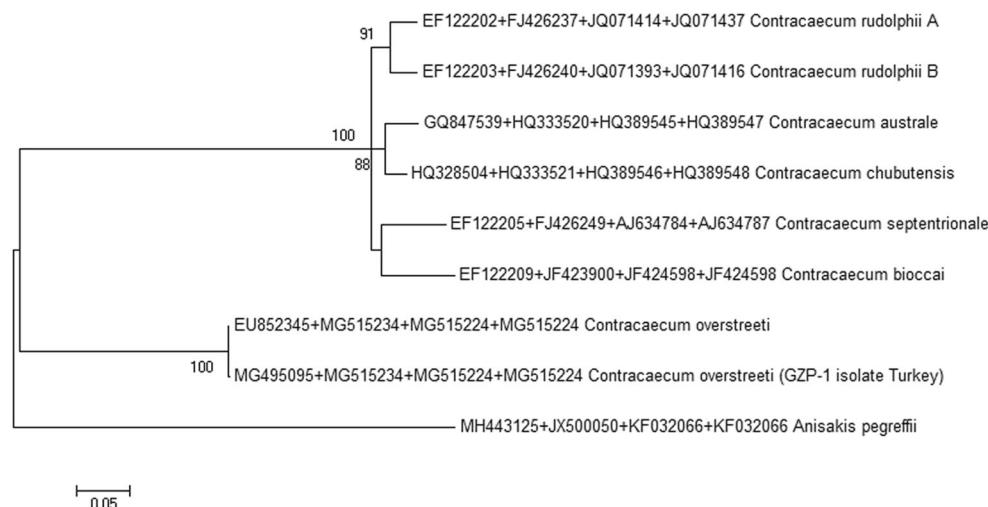 91
EF122202+FJ426237+JQ071414+JQ071437 Contracaecum rudolphii A
EF122203+FJ426240+JQ071393+JQ071416 Contracaecum rudolphii B
GQ847539+HQ333520+HQ389545+HQ389547 Contracaecum australe
100
88
HQ328504+HQ333521+HQ389546+HQ389548 Contracaecum chubutensis
EF122205+FJ426249+AJ634784+AJ634787 Contracaecum septentrionale
EF122209+JF423900+JF424598+JF424598 Contracaecum bioccai
EU852345+MG515234+MG515224+MG515224 Contracaecum overstreeti
100
MG495095+MG515234+MG515224+MG515224 Contracaecum overstreeti (GZP-1 isolate Turkey)
MH443125+JX500050+KF032066+KF032066 Anisakis pegreffii
0.05